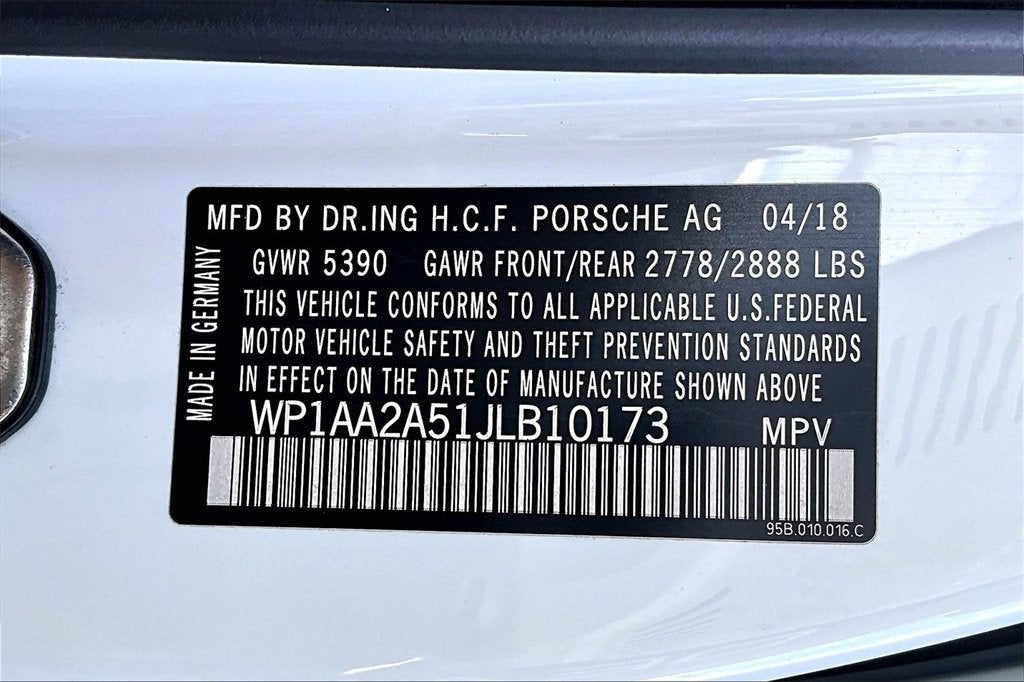 MFD BY DR.ING H.C.F. PORSCHE AG 04/18
GVWR 5390 GAWR FRONT/REAR 2778/2888 LBS
THIS VEHICLE CONFORMS TO ALL APPLICABLE U.S.FEDERAL
MOTOR VEHICLE SAFETY AND THEFT PREVENTION STANDARDS
IN EFFECT ON THE DATE OF MANUFACTURE SHOWN ABOVE
WP1AA2A51JLB10173 MPV
95B.010.016.C
MADE IN GERMANY